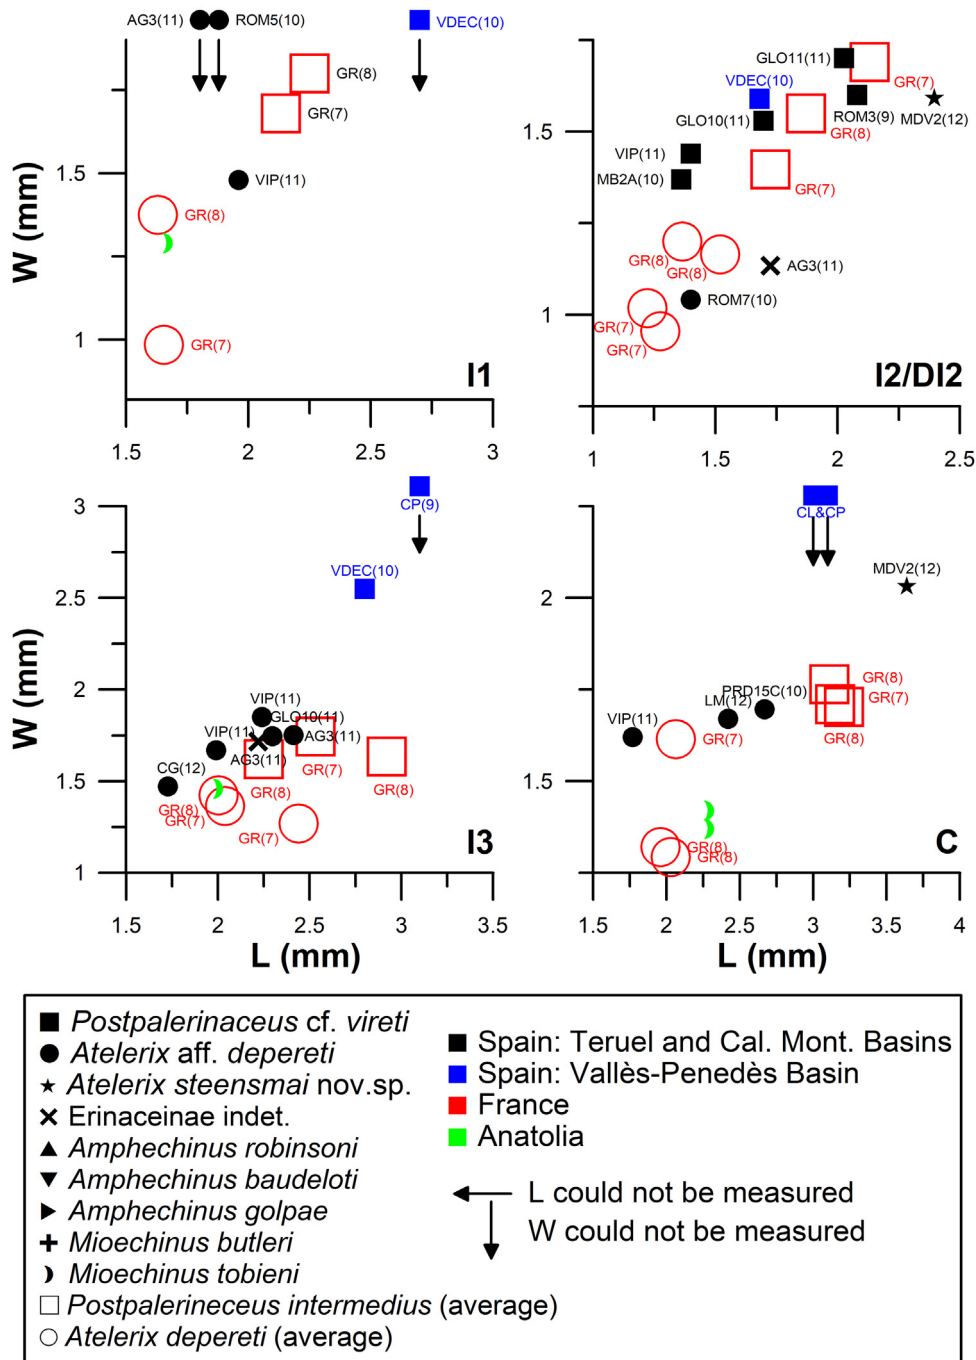 AG3(11) ROM5(10) VDEC(10)
GR(8)
GR(7)
VIP(11)
GR(8)
GR(7)
I1
W (mm)
1.5
1
1.5 2 2.5 3
GLO11(11)
GR(7)
VDEC(10)
ROM3(9) MDV2(12)
GLO10(11)
GR(8)
VIP(11)
MB2A(10)
GR(7)
GR(8)
GR(8)
AG3(11)
ROM7(10)
GR(7)
GR(7)
I2/DI2
1.5
1
1 1.5 2 2.5
CP(9)
VDEC(10)
VIP(11)
GLO10(11)
VIP(11)
AG3(11)
AG3(11)
CG(12)
GR(7)
GR(8)
GR(8)
GR(8)
GR(7)
GR(7)
I3
W (mm)
3
2.5
2
1.5
1
1.5 2 2.5 3 3.5
L (mm)
CL&CP
MDV2(12)
GR(8)
PRD15C(10)
GR(7)
LM(12)
VIP(11)
GR(7)
GR(8)
GR(8)
GR(8)
C
2
1.5
1
1.5 2 2.5 3 3.5 4
L (mm)
Postpalerinaceus cf. vireti
Atelerix aff. depereti
Atelerix steensmai nov.sp.
Erinaceinae indet.
Amphechinus robinsoni
Amphechinus baudeloti
Amphechinus golpae
Mioechinus butleri
Mioechinus tobieni
Postpalerineceus intermedius (average)
Atelerix depereti (average)
Spain: Teruel and Cal. Mont. Basins
Spain: Vallès-Penedès Basin
France
Anatolia
L could not be measured
W could not be measured